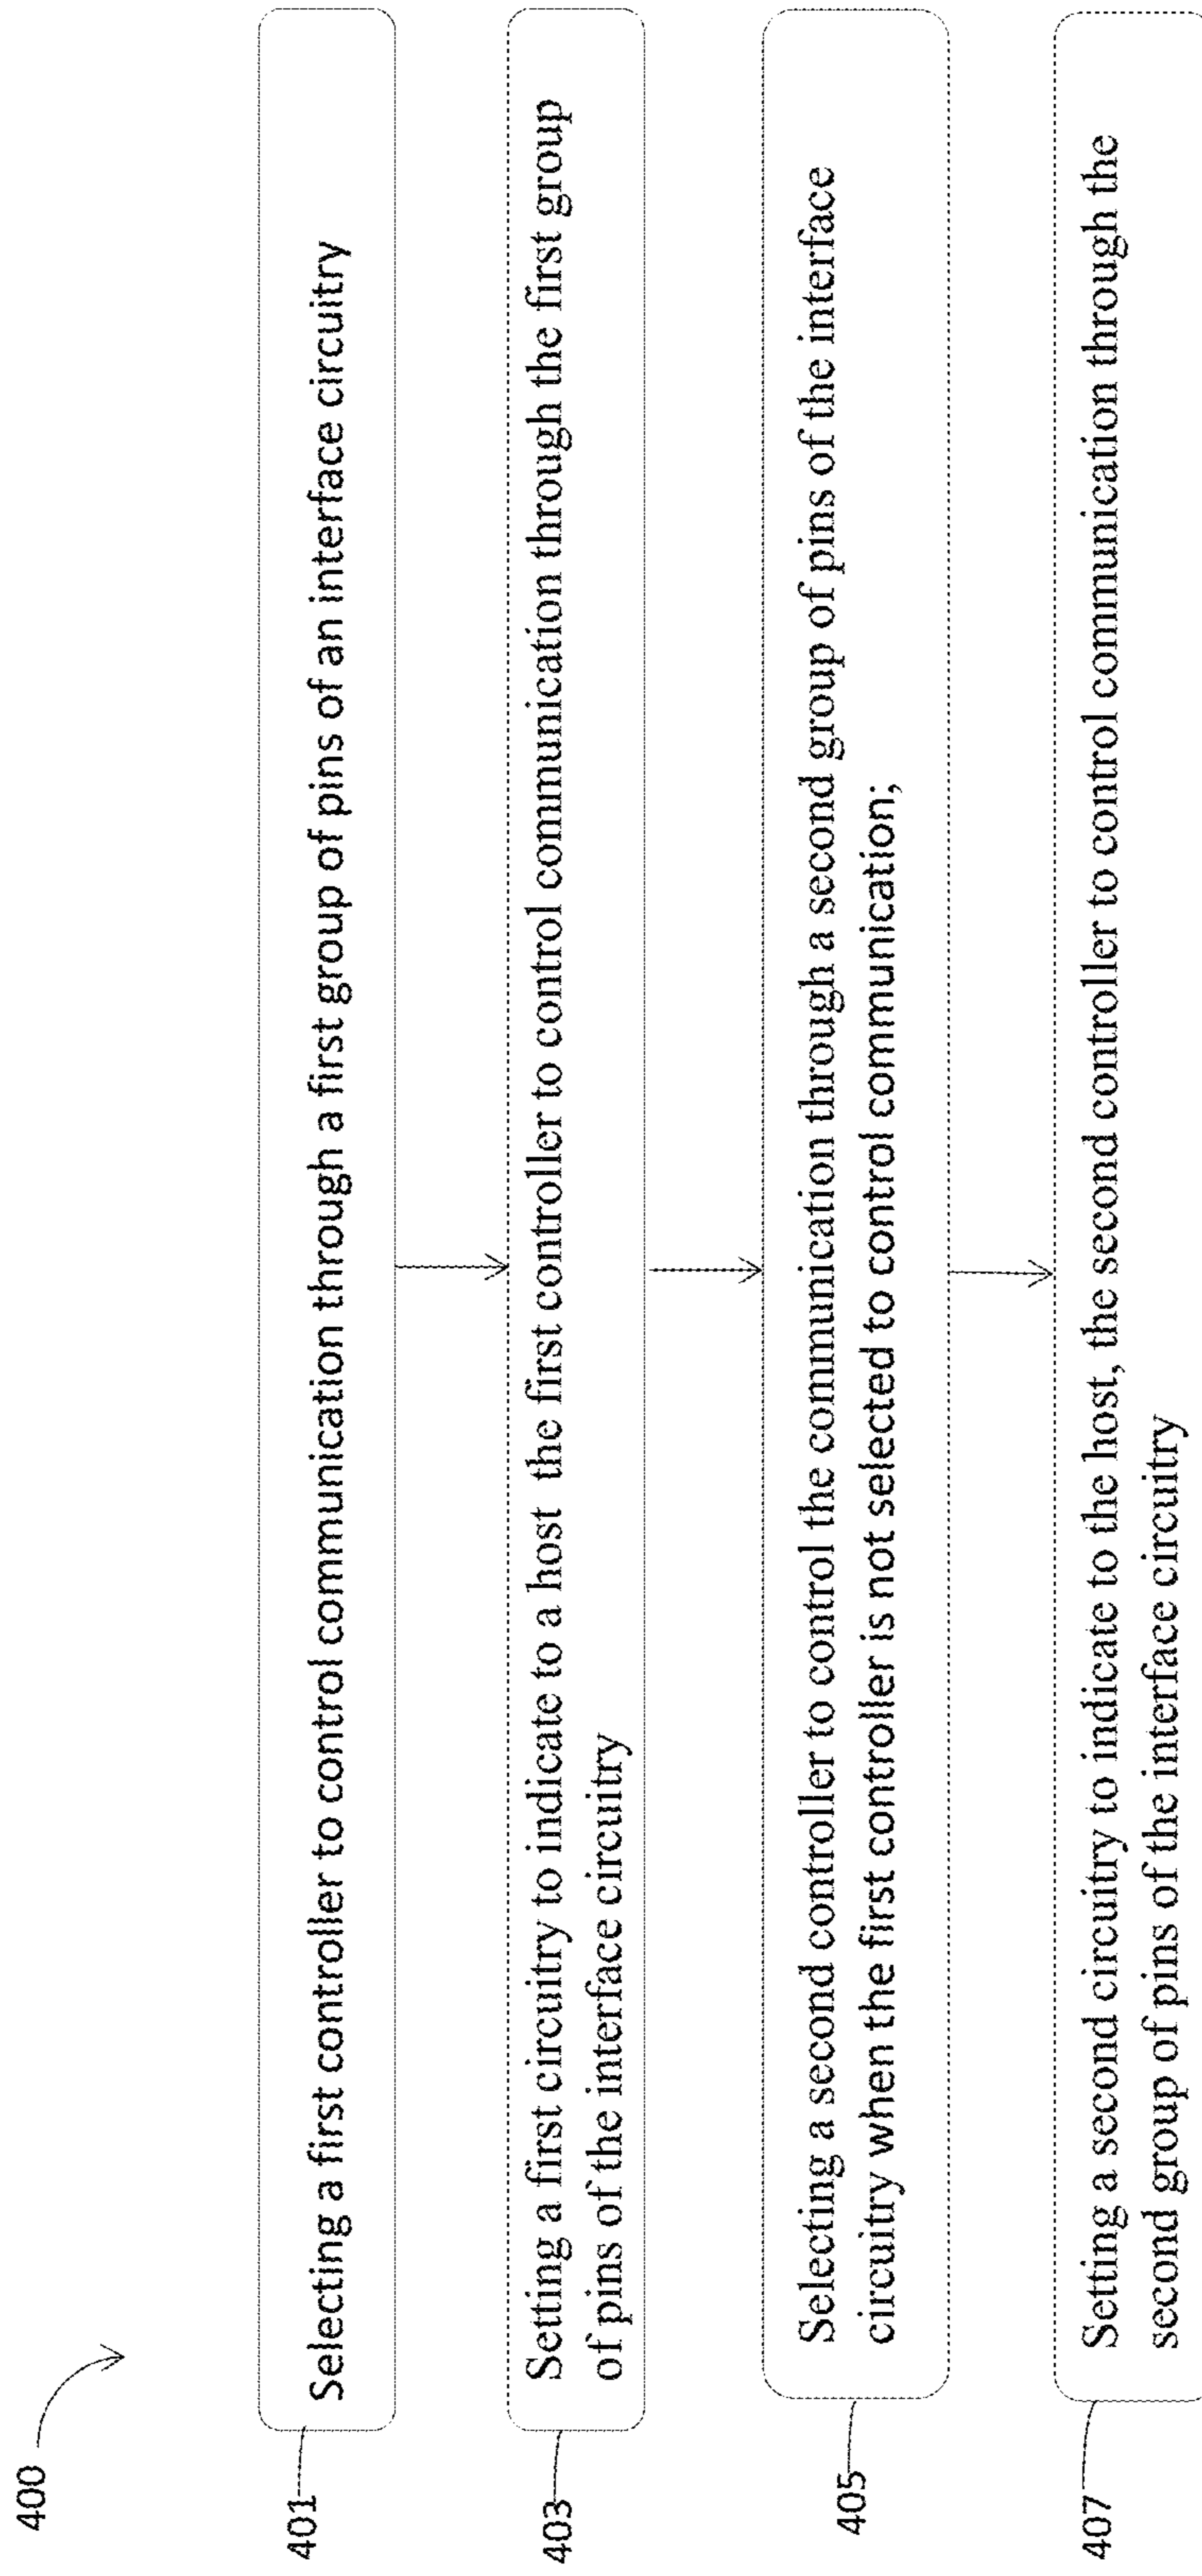 400
401
Selecting a first controller to control communication through a first group of pins of an interface circuitry
403
Setting a first circuitry to indicate to a host the first controller to control communication through the first group
of pins of the interface circuitry
405
Selecting a second controller to control the communication through a second group of pins of the interface
circuitry when the first controller is not selected to control communication;
407
Setting a second circuitry to indicate to the host, the second controller to control communication through the
second group of pins of the interface circuitry